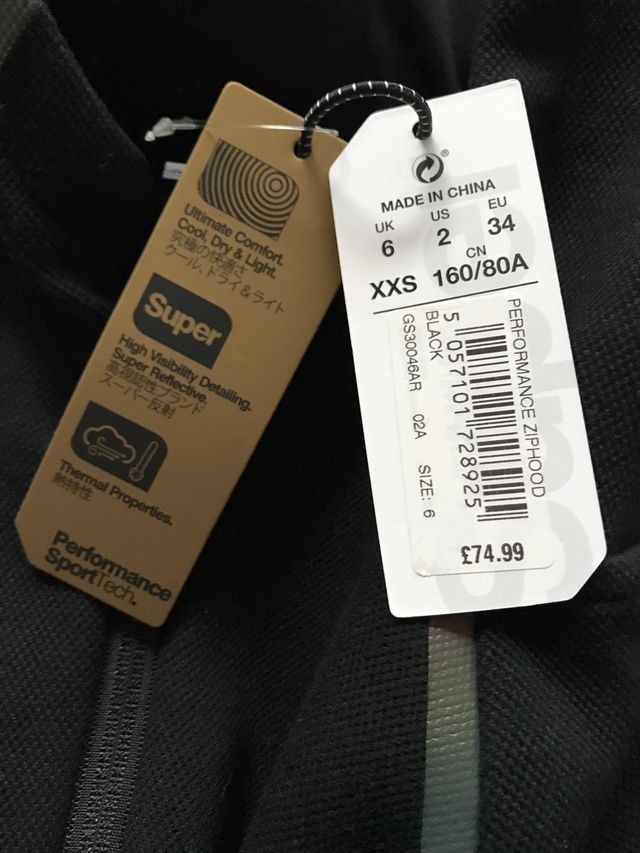 Ultimate Comfort.
Cool, Dry & Light.
究極の快適さ
クール、ドライ&ライト
Super
High Visibility Detailing.
Super Reflective.
高視認性ブランド
スーパー反射
Thermal Properties.
熱特性
Performance
SportTech.
MADE IN CHINA
UK US EU
6 2 34
CN
XXS 160/80A
PERFORMANCE ZIPHOOD
5 057101 728925
BLACK
GS30046AR 02A SIZE: 6
£74.99